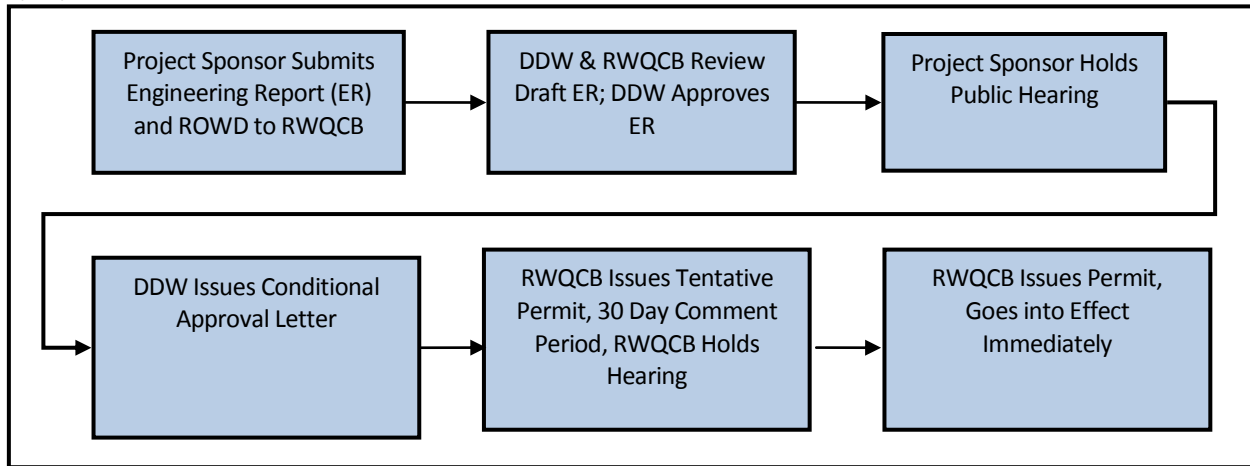 Project Sponsor Submits
Engineering Report (ER)
and ROWD to RWQCB
DDW & RWQCB Review
Draft ER; DDW Approves
ER
Project Sponsor Holds
Public Hearing
DDW Issues Conditional
Approval Letter
RWQCB Issues Tentative
Permit, 30 Day Comment
Period, RWQCB Holds
Hearing
RWQCB Issues Permit,
Goes into Effect
Immediately